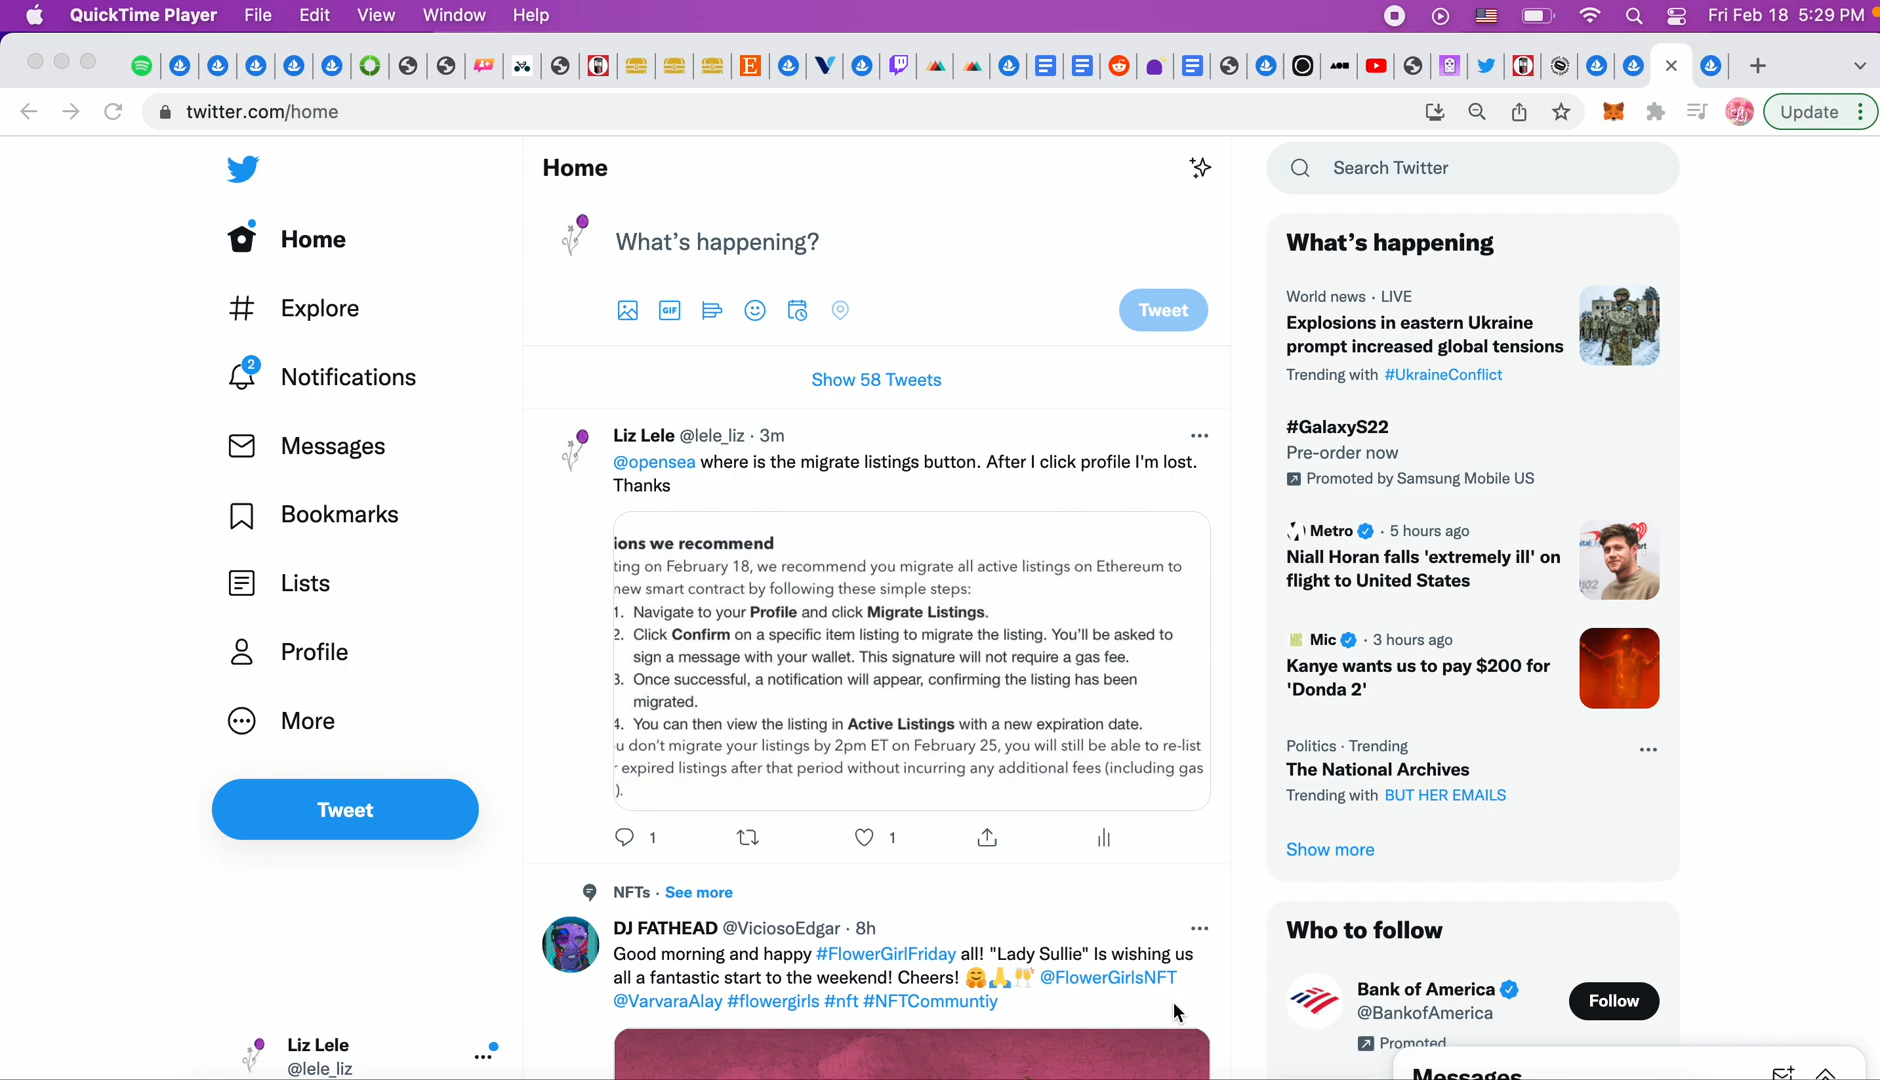 QuickTime Player File Edit View Window Help
Fri Feb 18 5:29 PM
twitter.com/home
Update
Home
Explore
2
Notifications
Messages
Bookmarks
Lists
Profile
More
Tweet
Liz Lele
@lele_liz
Home
What's happening?
GIF
Tweet
Show 58 Tweets
Liz Lele @lele_liz · 3m
@opensea where is the migrate listings button. After I click profile I'm lost.
Thanks
ions we recommend
ting on February 18, we recommend you migrate all active listings on Ethereum to
new smart contract by following these simple steps:
1. Navigate to your Profile and click Migrate Listings.
2. Click Confirm on a specific item listing to migrate the listing. You'll be asked to
sign a message with your wallet. This signature will not require a gas fee.
3. Once successful, a notification will appear, confirming the listing has been
migrated.
4. You can then view the listing in Active Listings with a new expiration date.
u don't migrate your listings by 2pm ET on February 25, you will still be able to re-list
expired listings after that period without incurring any additional fees (including gas
).
1 1
NFTs · See more
DJ FATHEAD @ViciosoEdgar · 8h
Good morning and happy #FlowerGirlFriday all! "Lady Sullie" Is wishing us
all a fantastic start to the weekend! Cheers! 🤗🙏🥂 @FlowerGirlsNFT
@VarvaraAlay #flowergirls #nft #NFTCommuntiy
Search Twitter
What's happening
World news · LIVE
Explosions in eastern Ukraine
prompt increased global tensions
Trending with #UkraineConflict
#GalaxyS22
Pre-order now
Promoted by Samsung Mobile US
Metro · 5 hours ago
Niall Horan falls 'extremely ill' on
flight to United States
Mic · 3 hours ago
Kanye wants us to pay $200 for
'Donda 2'
Politics · Trending
The National Archives
Trending with BUT HER EMAILS
Show more
Who to follow
Bank of America
@BankofAmerica
Follow
Promoted
Messages